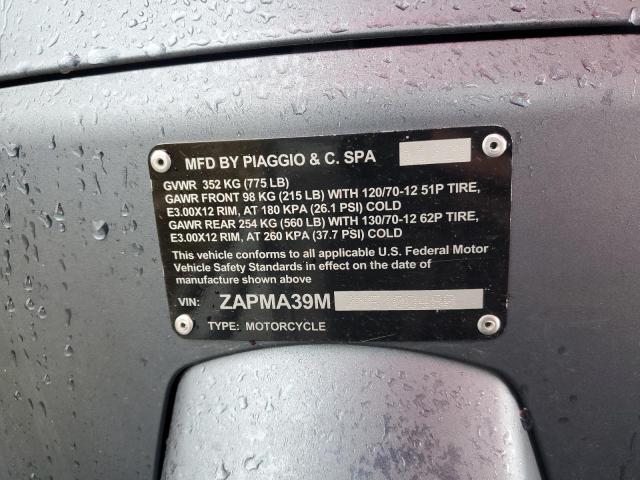 MFD BY PIAGGIO & C. SPA
GVWR 352 KG (775 LB)
GAWR FRONT 98 KG (215 LB) WITH 120/70-12 51P TIRE,
E3.00X12 RIM, AT 180 KPA (26.1 PSI) COLD
GAWR REAR 254 KG (560 LB) WITH 130/70-12 62P TIRE,
E3.00X12 RIM, AT 260 KPA (37.7 PSI) COLD
This vehicle conforms to all applicable U.S. Federal Motor
Vehicle Safety Standards in effect on the date of
manufacture shown above
VIN: ZAPMA39M
TYPE: MOTORCYCLE